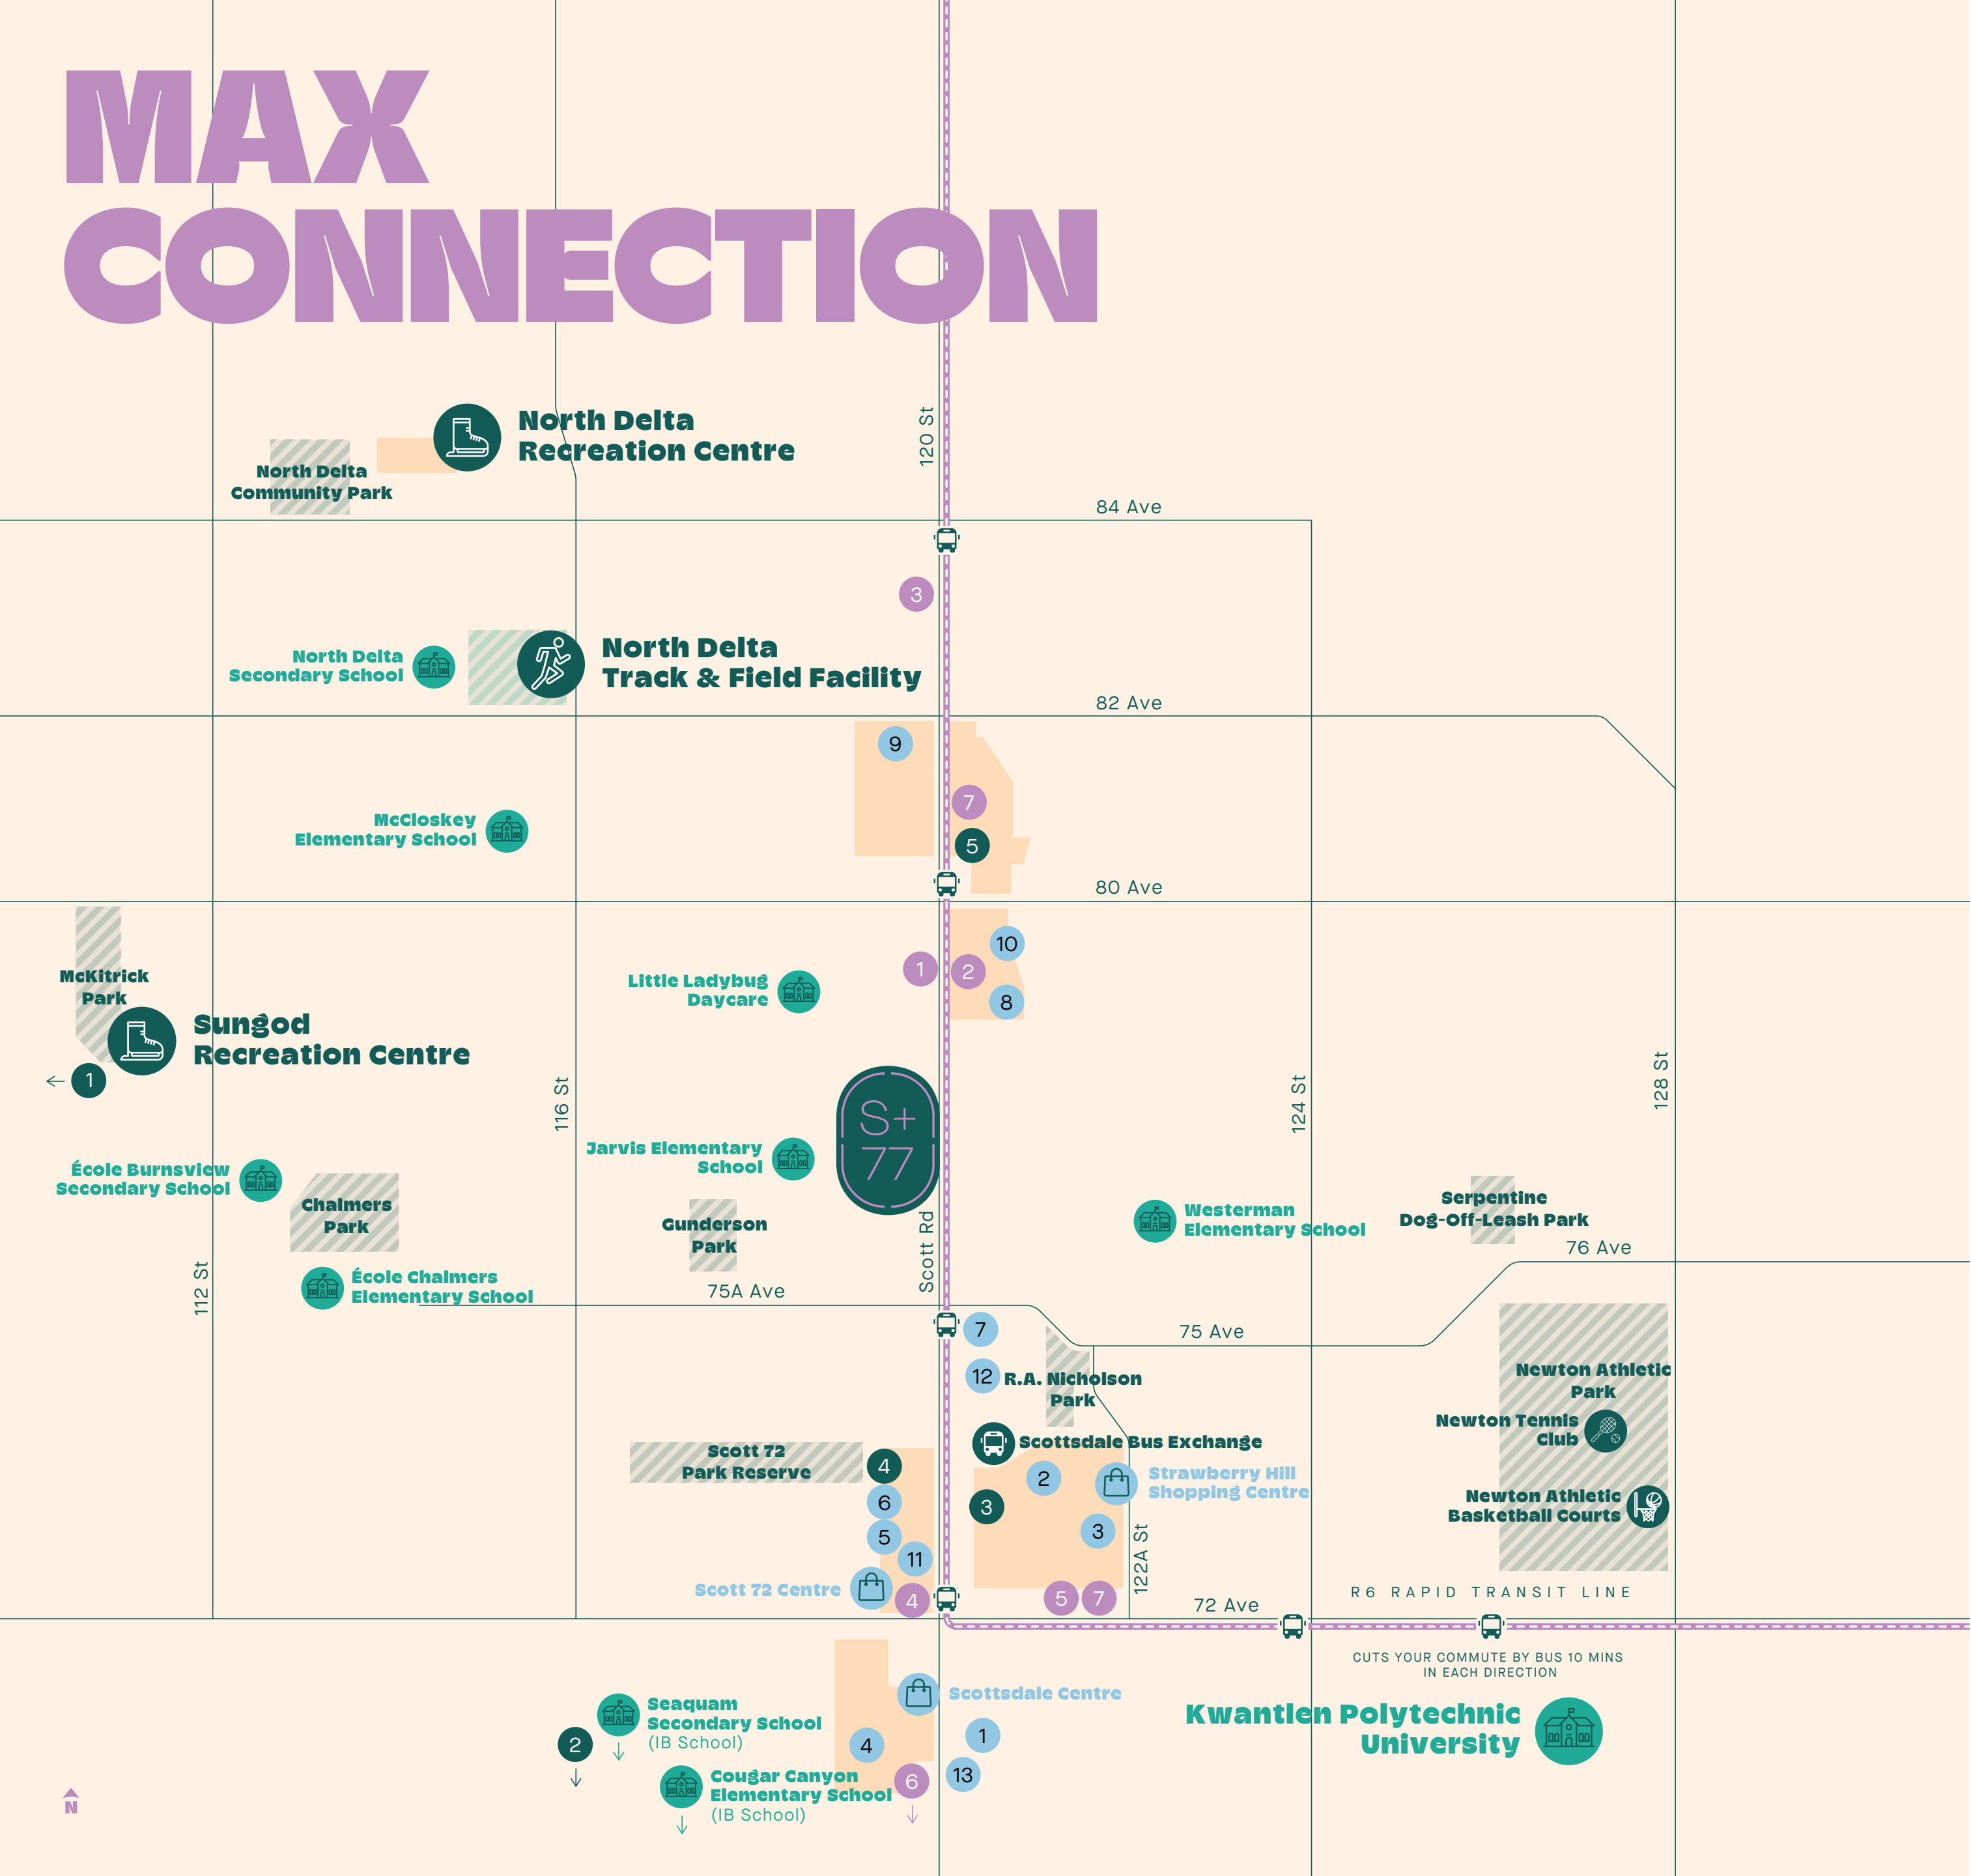 MAX
CONNECTION
North Delta
Recreation Centre
120 St
North Delta
Community Park
84 Ave
3
North Delta
Secondary School
North Delta
Track & Field Facility
82 Ave
9
7
5
McCloskey
Elementary School
80 Ave
10
1
2
8
McKitrick
Park
Little Ladybug
Daycare
Sungod
Recreation Centre
1
116 St
124 St
128 St
S+
77
Jarvis Elementary
School
École Burnsview
Secondary School
Chalmers
Park
Gunderson
Park
Scott Rd
Westerman
Elementary School
Serpentine
Dog-Off-Leash Park
76 Ave
112 St
École Chalmers
Elementary School
75A Ave
7
75 Ave
12
R.A. Nicholson
Park
Newton Athletic
Park
Newton Tennis
Club
Scottsdale Bus Exchange
Scott 72
Park Reserve
4
6
5
11
2
3
3
Strawberry Hill
Shopping Centre
Newton Athletic
Basketball Courts
122A St
Scott 72 Centre
4
5
7
72 Ave
R6 RAPID TRANSIT LINE
CUTS YOUR COMMUTE BY BUS 10 MINS
IN EACH DIRECTION
Scottsdale Centre
Seaquam
Secondary School
(IB School)
2
4
1
13
Kwantlen Polytechnic
University
Cougar Canyon
Elementary School
(IB School)
6
N